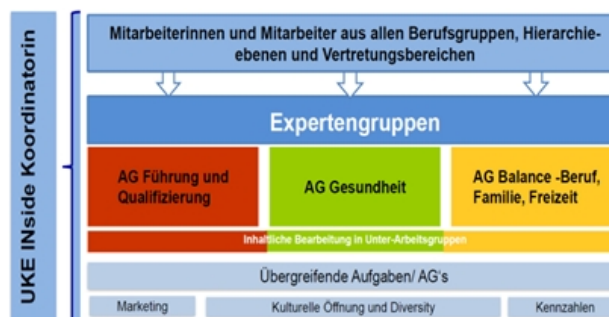 UKE INside Koordinatorin
Mitarbeiterinnen und Mitarbeiter aus allen Berufsgruppen, Hierarchie-
ebenen und Vertretungsbereichen
Expertengruppen
AG Führung und
Qualifizierung
AG Gesundheit
AG Balance -Beruf,
Familie, Freizeit
Inhaltliche Bearbeitung in Unter-Arbeitsgruppen
Übergreifende Aufgaben/ AG's
Marketing
Kulturelle Öffnung und Diversity
Kennzahlen